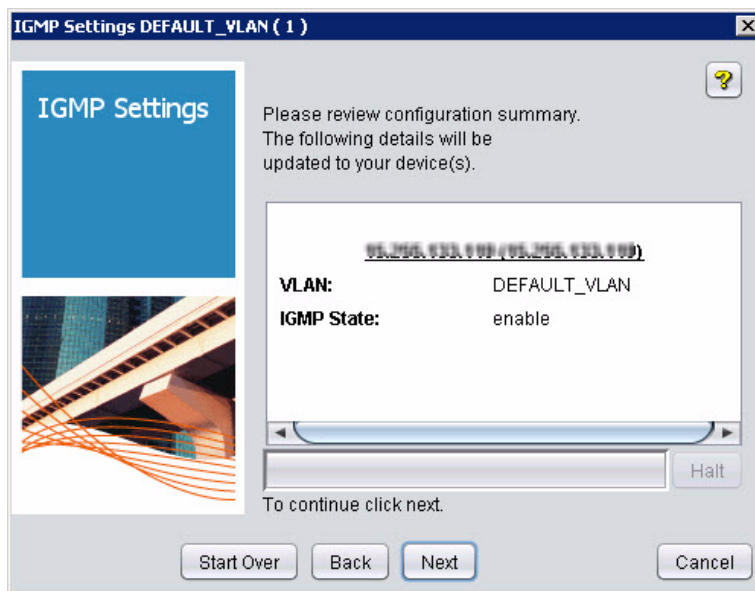 IGMP Settings DEFAULT_VLAN ( 1 )
IGMP Settings
Please review configuration summary.
The following details will be
updated to your device(s).
VLAN: DEFAULT_VLAN
IGMP State: enable
Halt
To continue click next.
Start Over Back Next Cancel